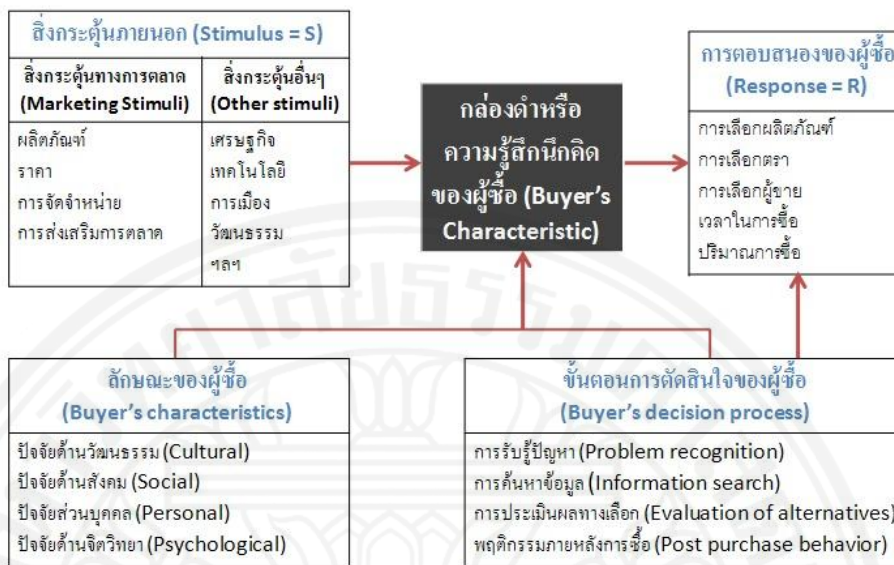 สิ่งกระตุ้นภายนอก (Stimulus = S)
สิ่งกระตุ้นทางการตลาด
(Marketing Stimuli)
ผลิตภัณฑ์
ราคา
การจัดจำหน่าย
การส่งเสริมการตลาด
สิ่งกระตุ้นอื่นๆ
(Other stimuli)
เศรษฐกิจ
เทคโนโลยี
การเมือง
วัฒนธรรม
ฯลฯ
กล่องดำหรือ
ความรู้สึกนึกคิด
ของผู้ซื้อ (Buyer's
Characteristic)
การตอบสนองของผู้ซื้อ
(Response = R)
การเลือกผลิตภัณฑ์
การเลือกตรา
การเลือกผู้ขาย
เวลาในการซื้อ
ปริมาณการซื้อ
ลักษณะของผู้ซื้อ
(Buyer's characteristics)
ปัจจัยด้านวัฒนธรรม (Cultural)
ปัจจัยด้านสังคม (Social)
ปัจจัยส่วนบุคคล (Personal)
ปัจจัยด้านจิตวิทยา (Psychological)
ขั้นตอนการตัดสินใจของผู้ซื้อ
(Buyer's decision process)
การรับรู้ปัญหา (Problem recognition)
การค้นหาข้อมูล (Information search)
การประเมินผลทางเลือก (Evaluation of alternatives)
พฤติกรรมภายหลังการซื้อ (Post purchase behavior)